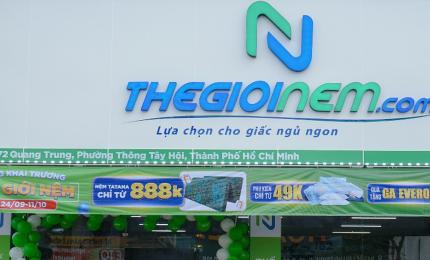 THEGIOINEM.com
Lựa chọn cho giấc ngủ ngon
Quang Trung, Phường Thông Tây Hội, Thành Phố Hồ Chí Minh
KHAI TRƯƠNG
GIỚI NỆM
24/09-11/10
NỆM TATANA
CHỈ TỪ 888k
PHỤ KIỆN
CHỈ TỪ 49K
QUÀ
TẶNG GA EVERO